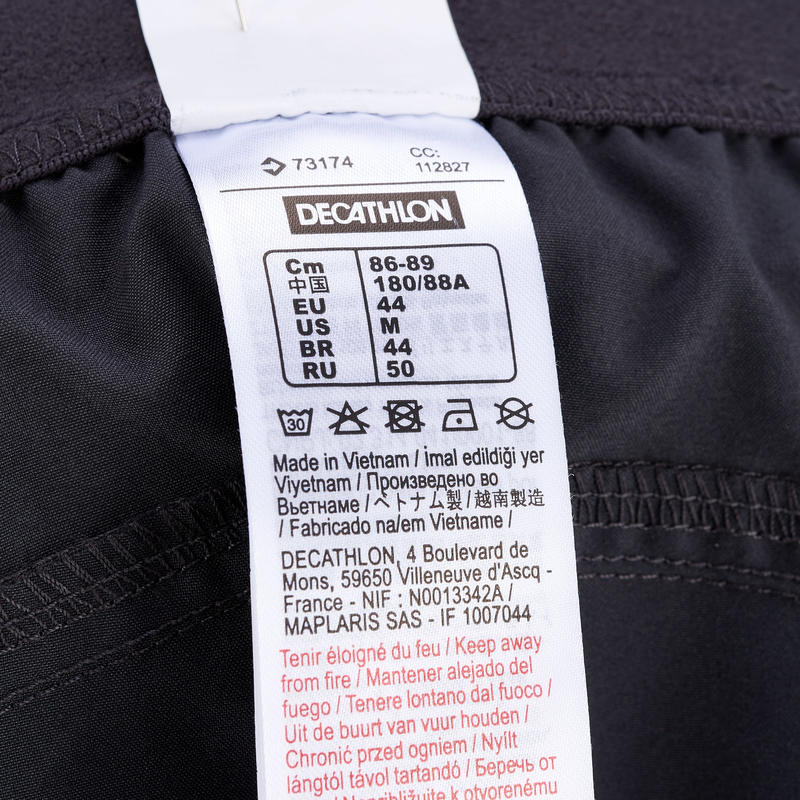 73174 CC: 112827
DECATHLON
Cm 86-89
中国 180/88A
EU 44
US M
BR 44
RU 50
30
Made in Vietnam / İmal edildiği yer
Viyetnam / Произведено во
Вьетнаме / ベトナム製 / 越南製造
/ Fabricado na/em Vietname /
DECATHLON, 4 Boulevard de
Mons, 59650 Villeneuve d'Ascq -
France - NIF : N0013342A /
MAPLARIS SAS - IF 1007044
Tenir éloigné du feu / Keep away
from fire / Mantener alejado del
fuego / Tenere lontano dal fuoco /
Uit de buurt van vuur houden /
Chronić przed ogniem / Nyílt
lángtól távol tartandó / Беречь от
Nepribližujte k otvorenému